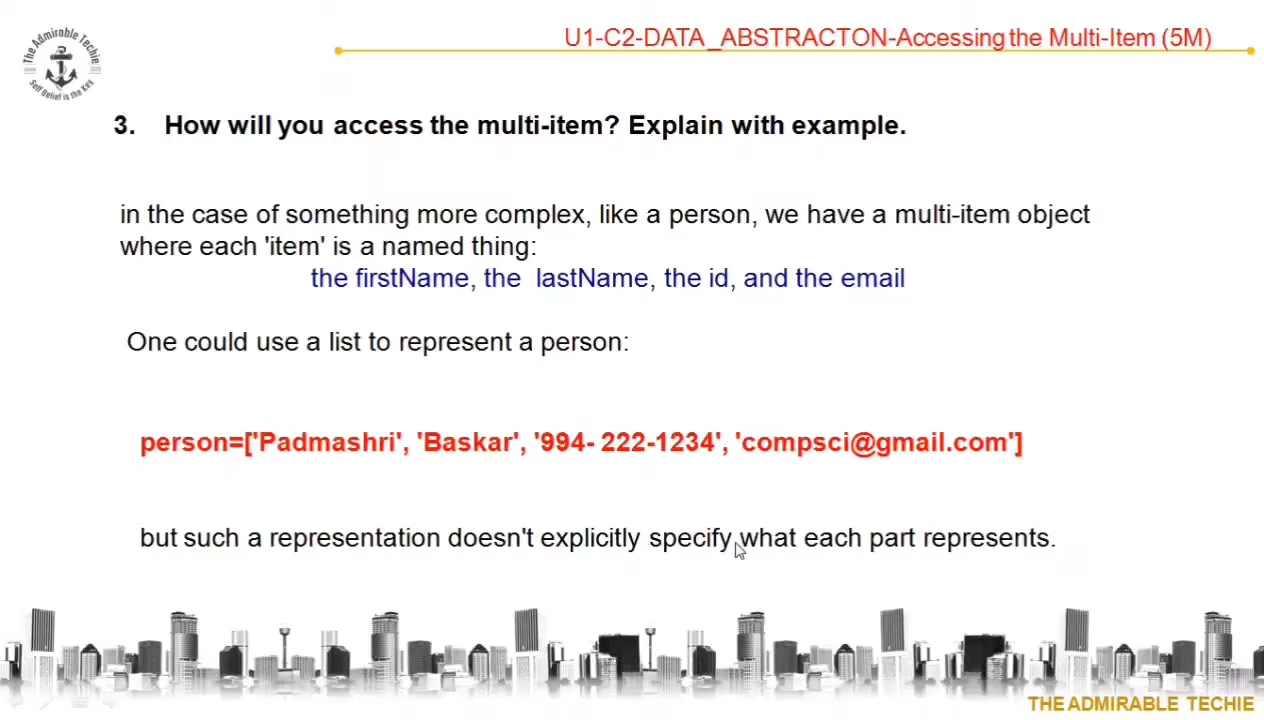 The Admirable Techie
Self Belief is the Key
U1-C2-DATA_ABSTRACTON-Accessing the Multi-Item (5M)
3. How will you access the multi-item? Explain with example.
in the case of something more complex, like a person, we have a multi-item object
where each 'item' is a named thing:
the firstName, the lastName, the id, and the email
One could use a list to represent a person:
person=['Padmashri', 'Baskar', '994- 222-1234', 'compsci@gmail.com']
but such a representation doesn't explicitly specify what each part represents.
THE ADMIRABLE TECHIE